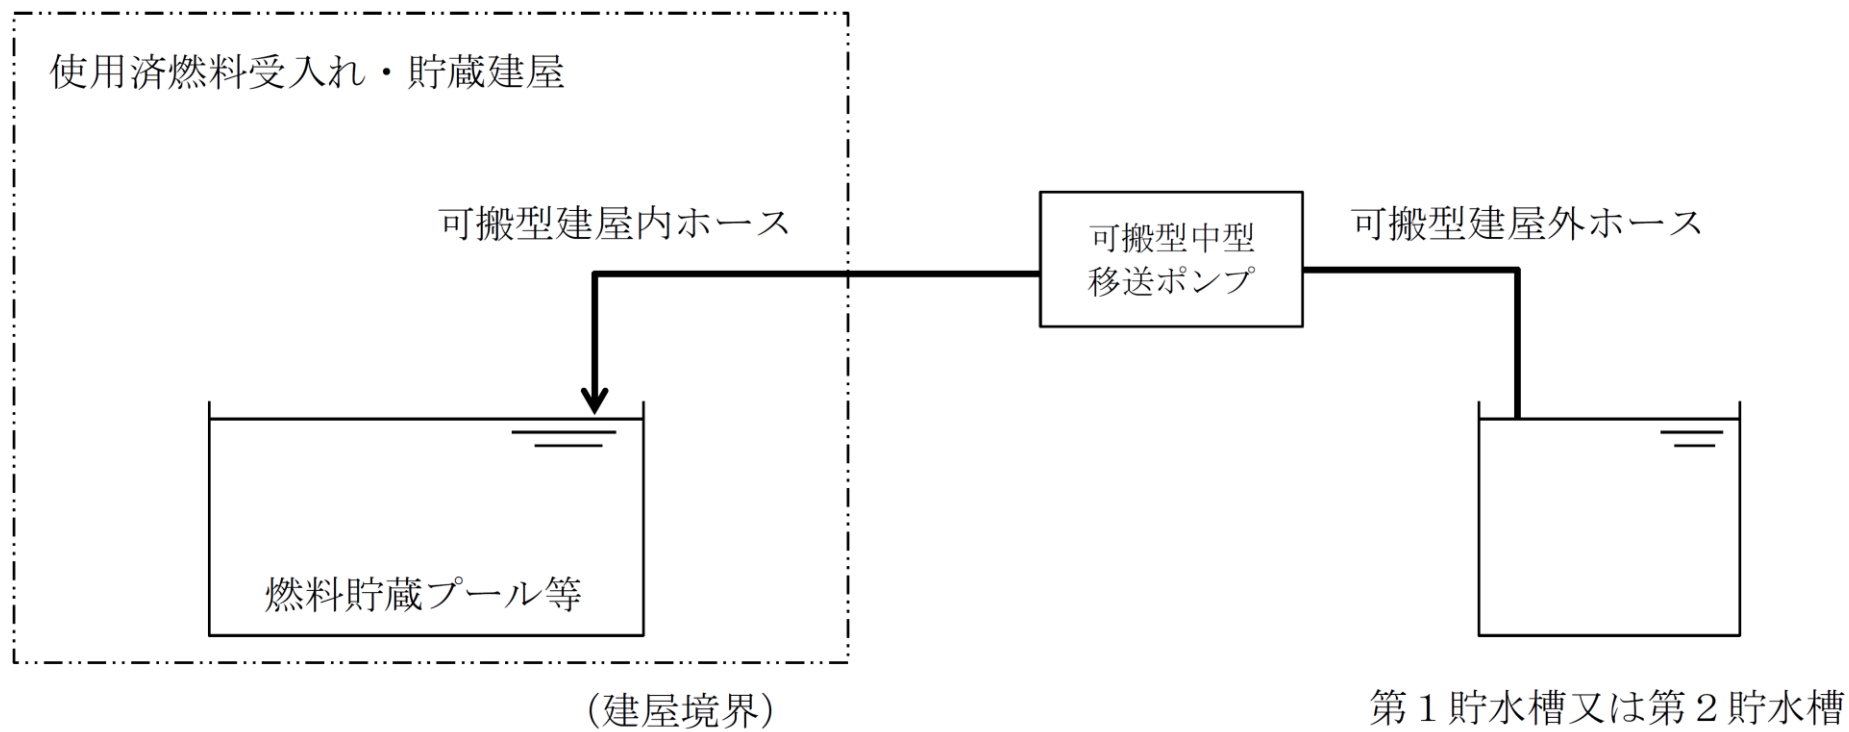 使用済燃料受入れ・貯蔵建屋
可搬型建屋内ホース
可搬型中型
移送ポンプ
可搬型建屋外ホース
燃料貯蔵プール等
（建屋境界）
第１貯水槽又は第２貯水槽